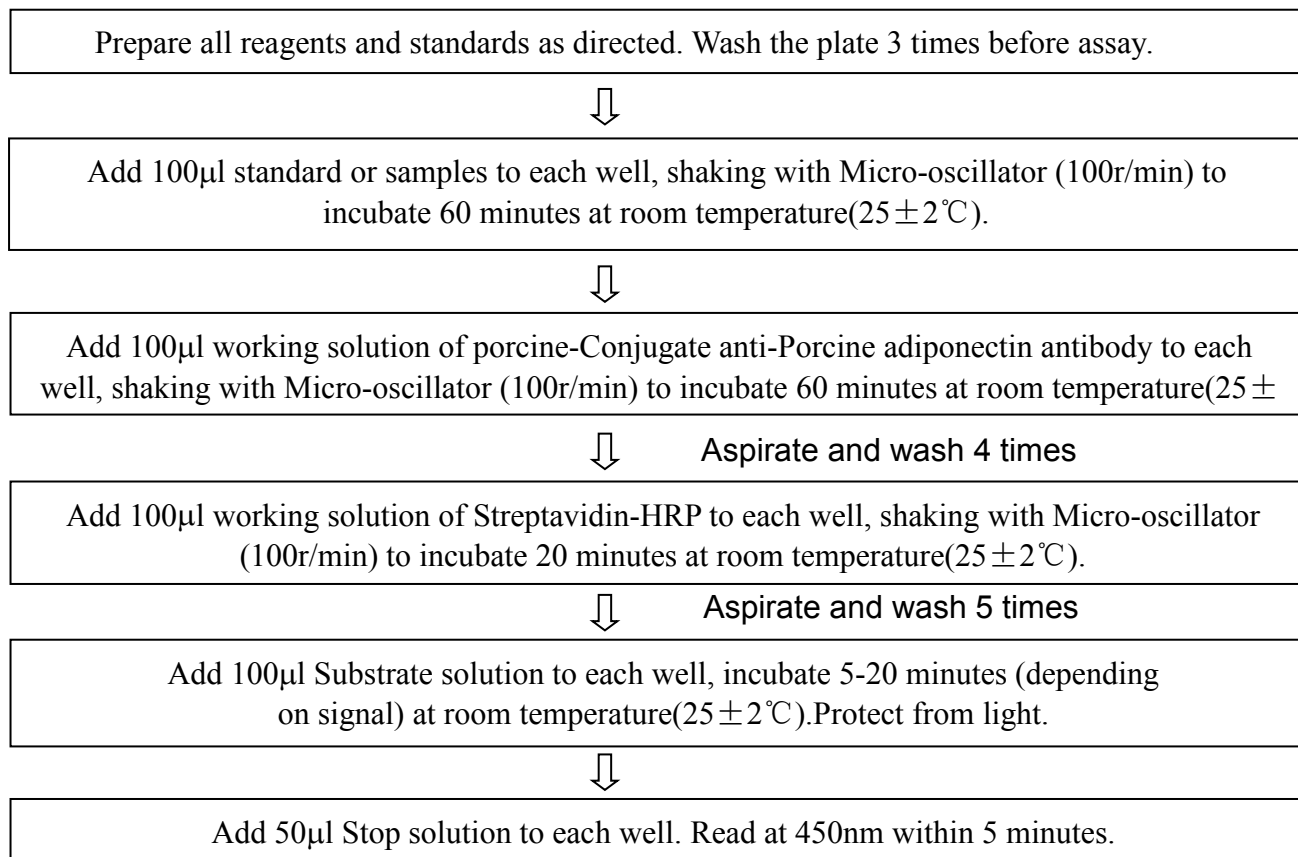 Prepare all reagents and standards as directed. Wash the plate 3 times before assay.
Add 100μl standard or samples to each well, shaking with Micro-oscillator (100r/min) to
incubate 60 minutes at room temperature(25±2℃).
Add 100μl working solution of porcine-Conjugate anti-Porcine adiponectin antibody to each
well, shaking with Micro-oscillator (100r/min) to incubate 60 minutes at room temperature(25±
Aspirate and wash 4 times
Add 100μl working solution of Streptavidin-HRP to each well, shaking with Micro-oscillator
(100r/min) to incubate 20 minutes at room temperature(25±2℃).
Aspirate and wash 5 times
Add 100μl Substrate solution to each well, incubate 5-20 minutes (depending
on signal) at room temperature(25±2℃).Protect from light.
Add 50μl Stop solution to each well. Read at 450nm within 5 minutes.